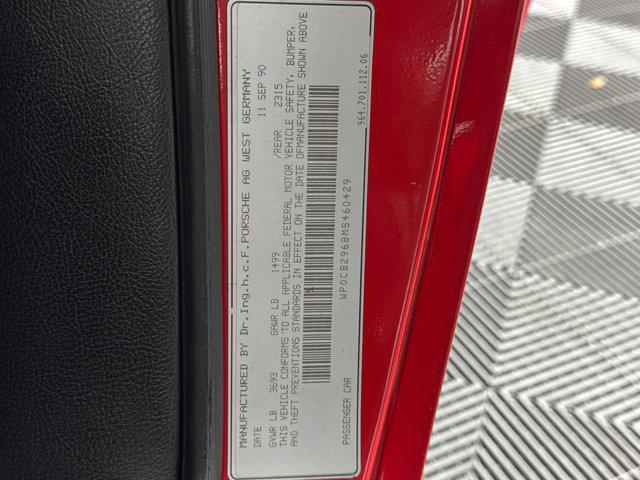 MANUFACTURED BY Dr.Ing.h.c.F.PORSCHE AG WEST GERMANY
DATE 11 SEP 90
GVWR LB 3693 GAWR LB 1499 /REAR 2315
THIS VEHICLE CONFORMS TO ALL APPLICABLE FEDERAL MOTOR VEHICLE SAFETY, BUMPER,
AND THEFT PREVENTIONS STANDARDS IN EFFECT ON THE DATE OFMANUFACTURE SHOWN ABOVE
WP0CB2968MS460429
PASSENGER CAR
964.701.112.06